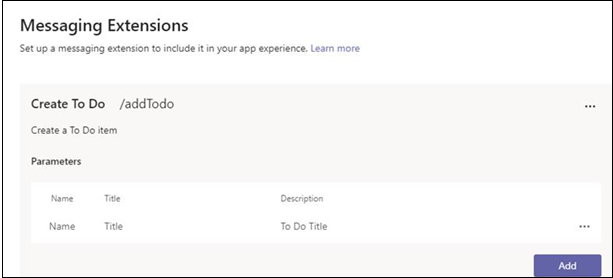 Messaging Extensions
Set up a messaging extension to include it in your app experience. Learn more
Create To Do /addTodo
...
Create a To Do item
Parameters
Name Title Description
Name Title To Do Title ...
Add